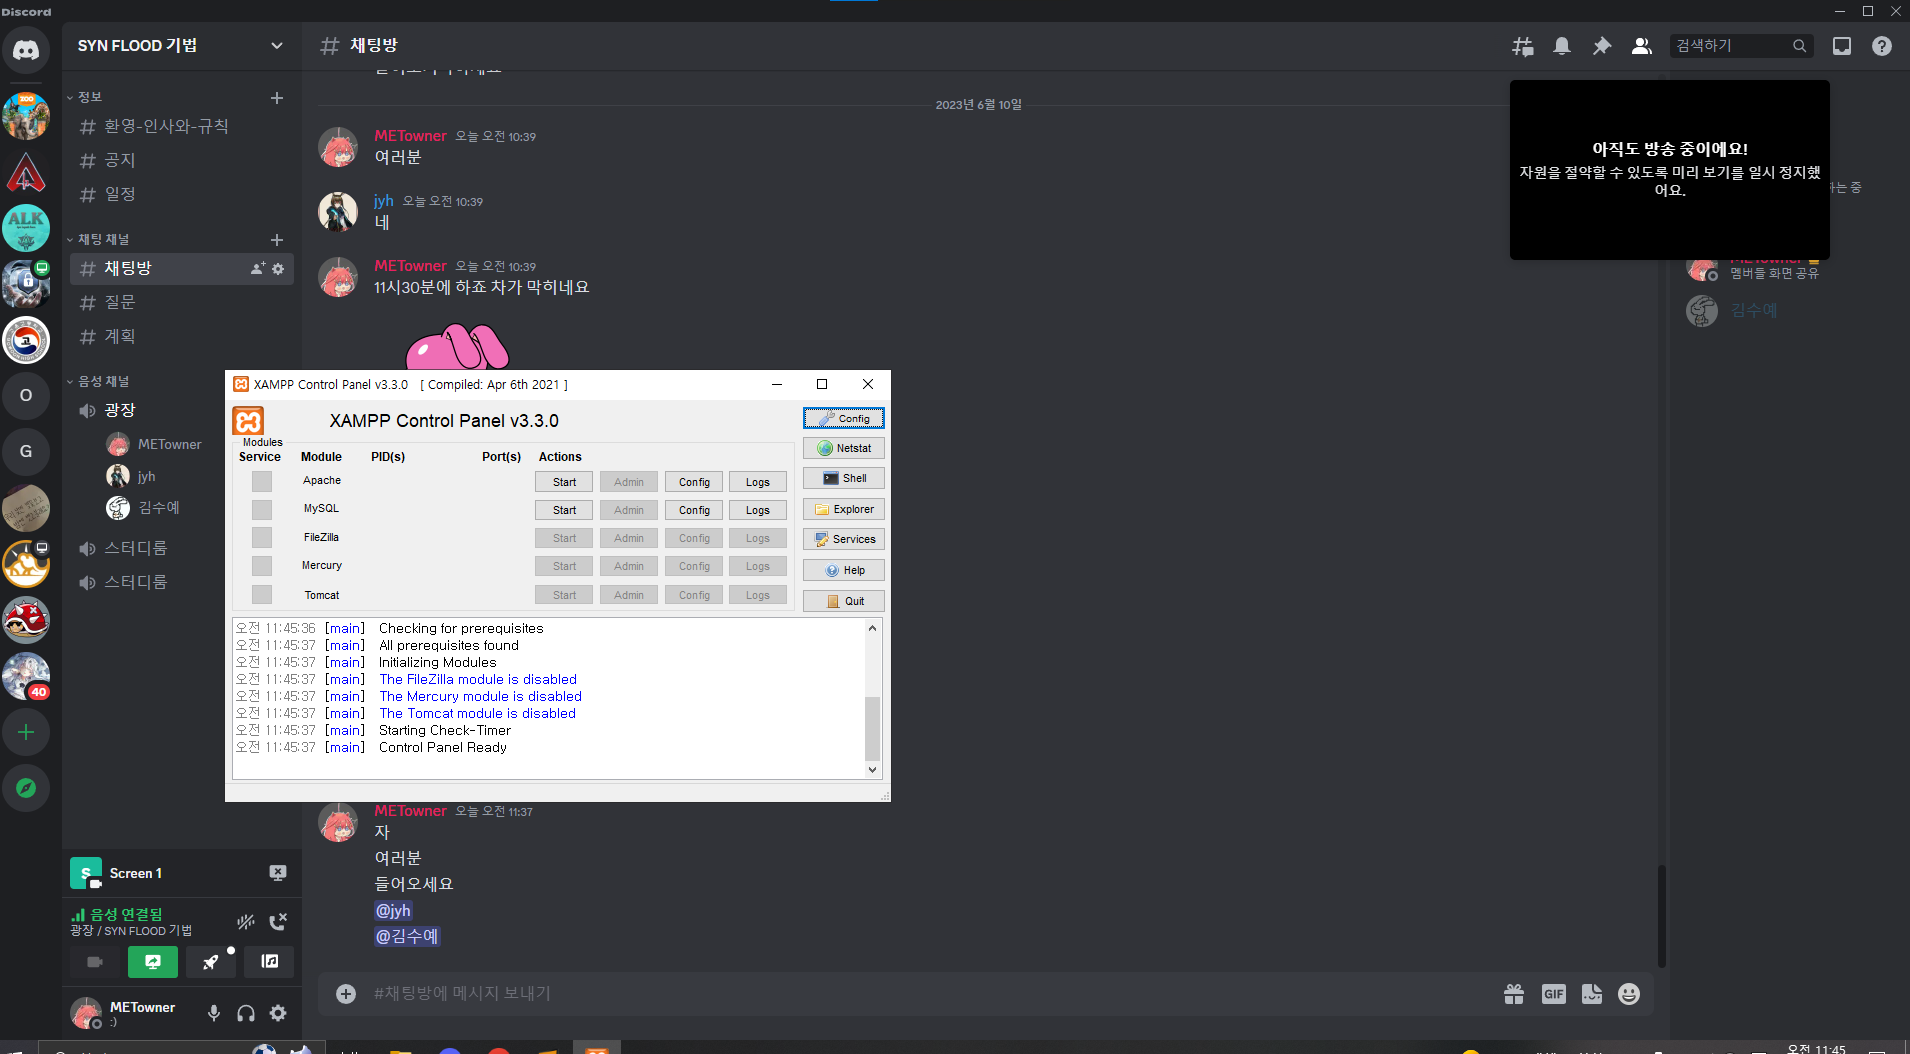 Discord
SYN FLOOD 기법
정보
환영-인사와-규칙
공지
일정
채팅 채널
채팅방
질문
계획
음성 채널
광장
METowner
jyh
김수예
스터디룸
스터디룸
ALK
O
G
40
Screen 1
음성 연결됨
광장 / SYN FLOOD 기법
METowner
:)
채팅방
검색하기
2023년 6월 10일
METowner 오늘 오전 10:39
여러분
jyh 오늘 오전 10:39
네
METowner 오늘 오전 10:39
11시30분에 하죠 차가 막히네요
XAMPP Control Panel v3.3.0 [ Compiled: Apr 6th 2021 ]
XAMPP Control Panel v3.3.0
Config
Modules
Service Module PID(s) Port(s) Actions
Netstat
Apache Start Admin Config Logs
Shell
MySQL Start Admin Config Logs
Explorer
FileZilla Start Admin Config Logs
Services
Mercury Start Admin Config Logs
Help
Tomcat Start Admin Config Logs
Quit
오전 11:45:36 [main] Checking for prerequisites
오전 11:45:37 [main] All prerequisites found
오전 11:45:37 [main] Initializing Modules
오전 11:45:37 [main] The FileZilla module is disabled
오전 11:45:37 [main] The Mercury module is disabled
오전 11:45:37 [main] The Tomcat module is disabled
오전 11:45:37 [main] Starting Check-Timer
오전 11:45:37 [main] Control Panel Ready
METowner 오늘 오전 11:37
자
여러분
들어오세요
@jyh
@김수예
#채팅방에 메시지 보내기
GIF
아직도 방송 중이에요!
자원을 절약할 수 있도록 미리 보기를 일시 정지했
어요.
하는 중
METowner
멤버들 화면 공유
김수예
오전 11:45